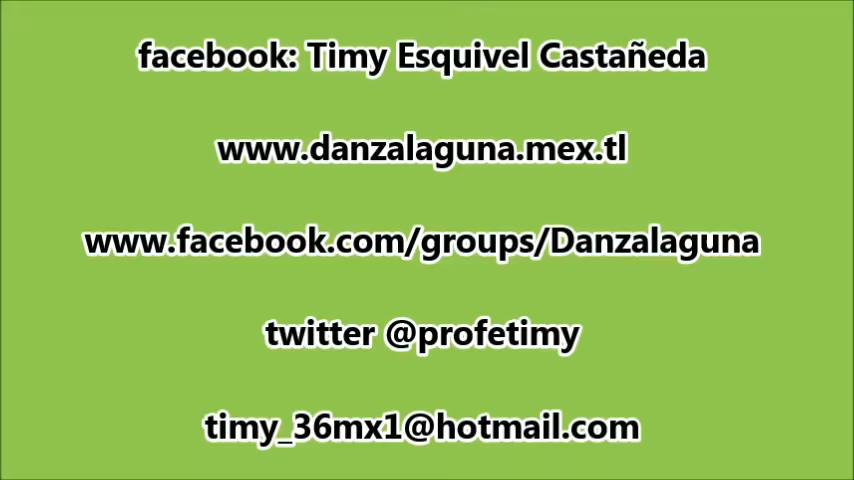 facebook: Timy Esquivel Castañeda
www.danzalaguna.mex.tl
www.facebook.com/groups/Danzalaguna
twitter @profetimy
timy_36mx1@hotmail.com